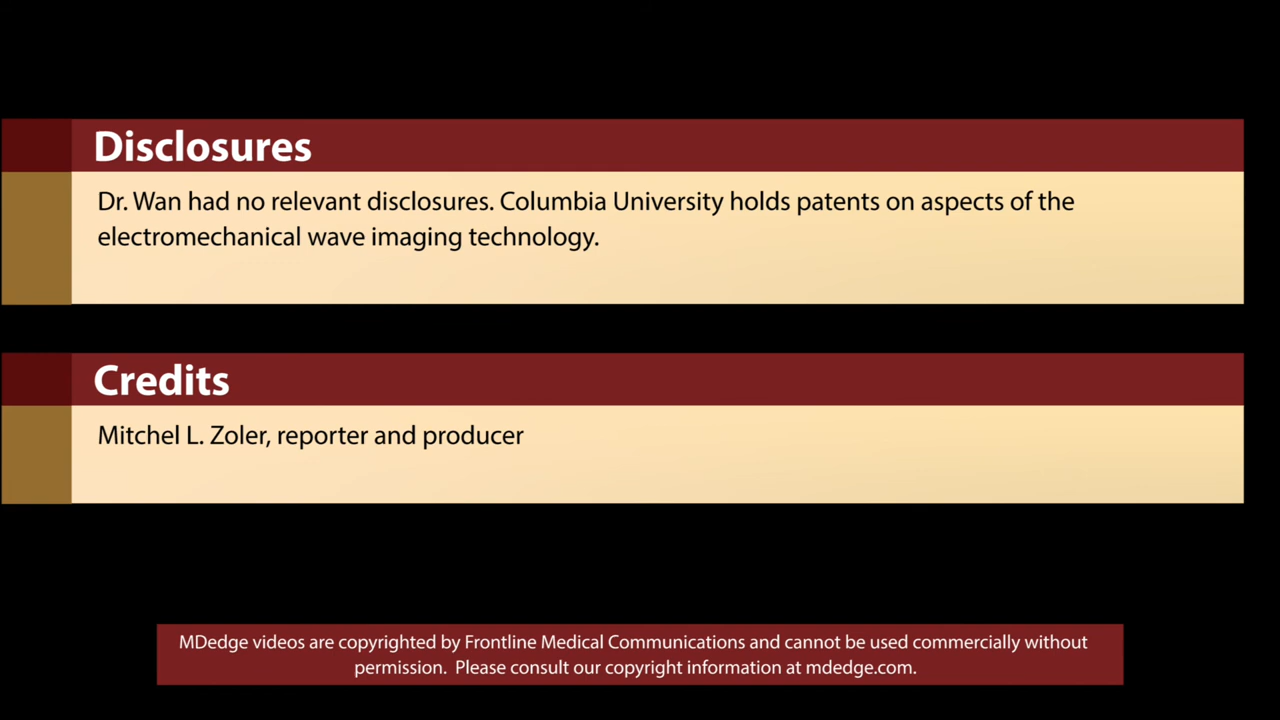 Disclosures
Dr. Wan had no relevant disclosures. Columbia University holds patents on aspects of the
electromechanical wave imaging technology.
Credits
Mitchel L. Zoler, reporter and producer
MDedge videos are copyrighted by Frontline Medical Communications and cannot be used commercially without
permission.  Please consult our copyright information at mdedge.com.